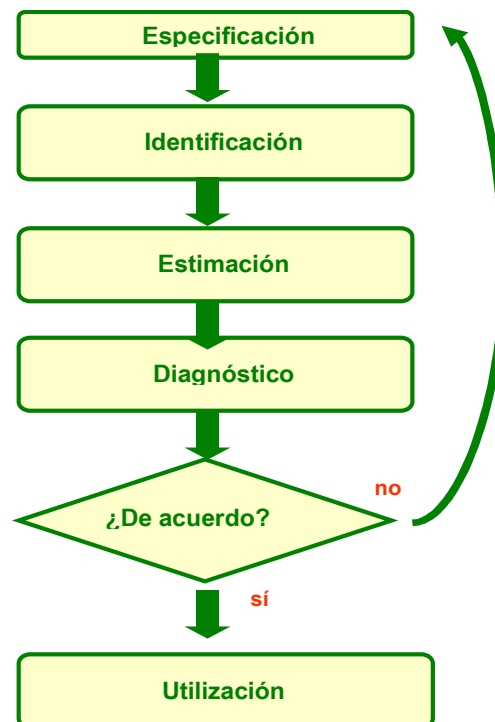 Especificación
Identificación
Estimación
Diagnóstico
¿De acuerdo?
no
sí
Utilización